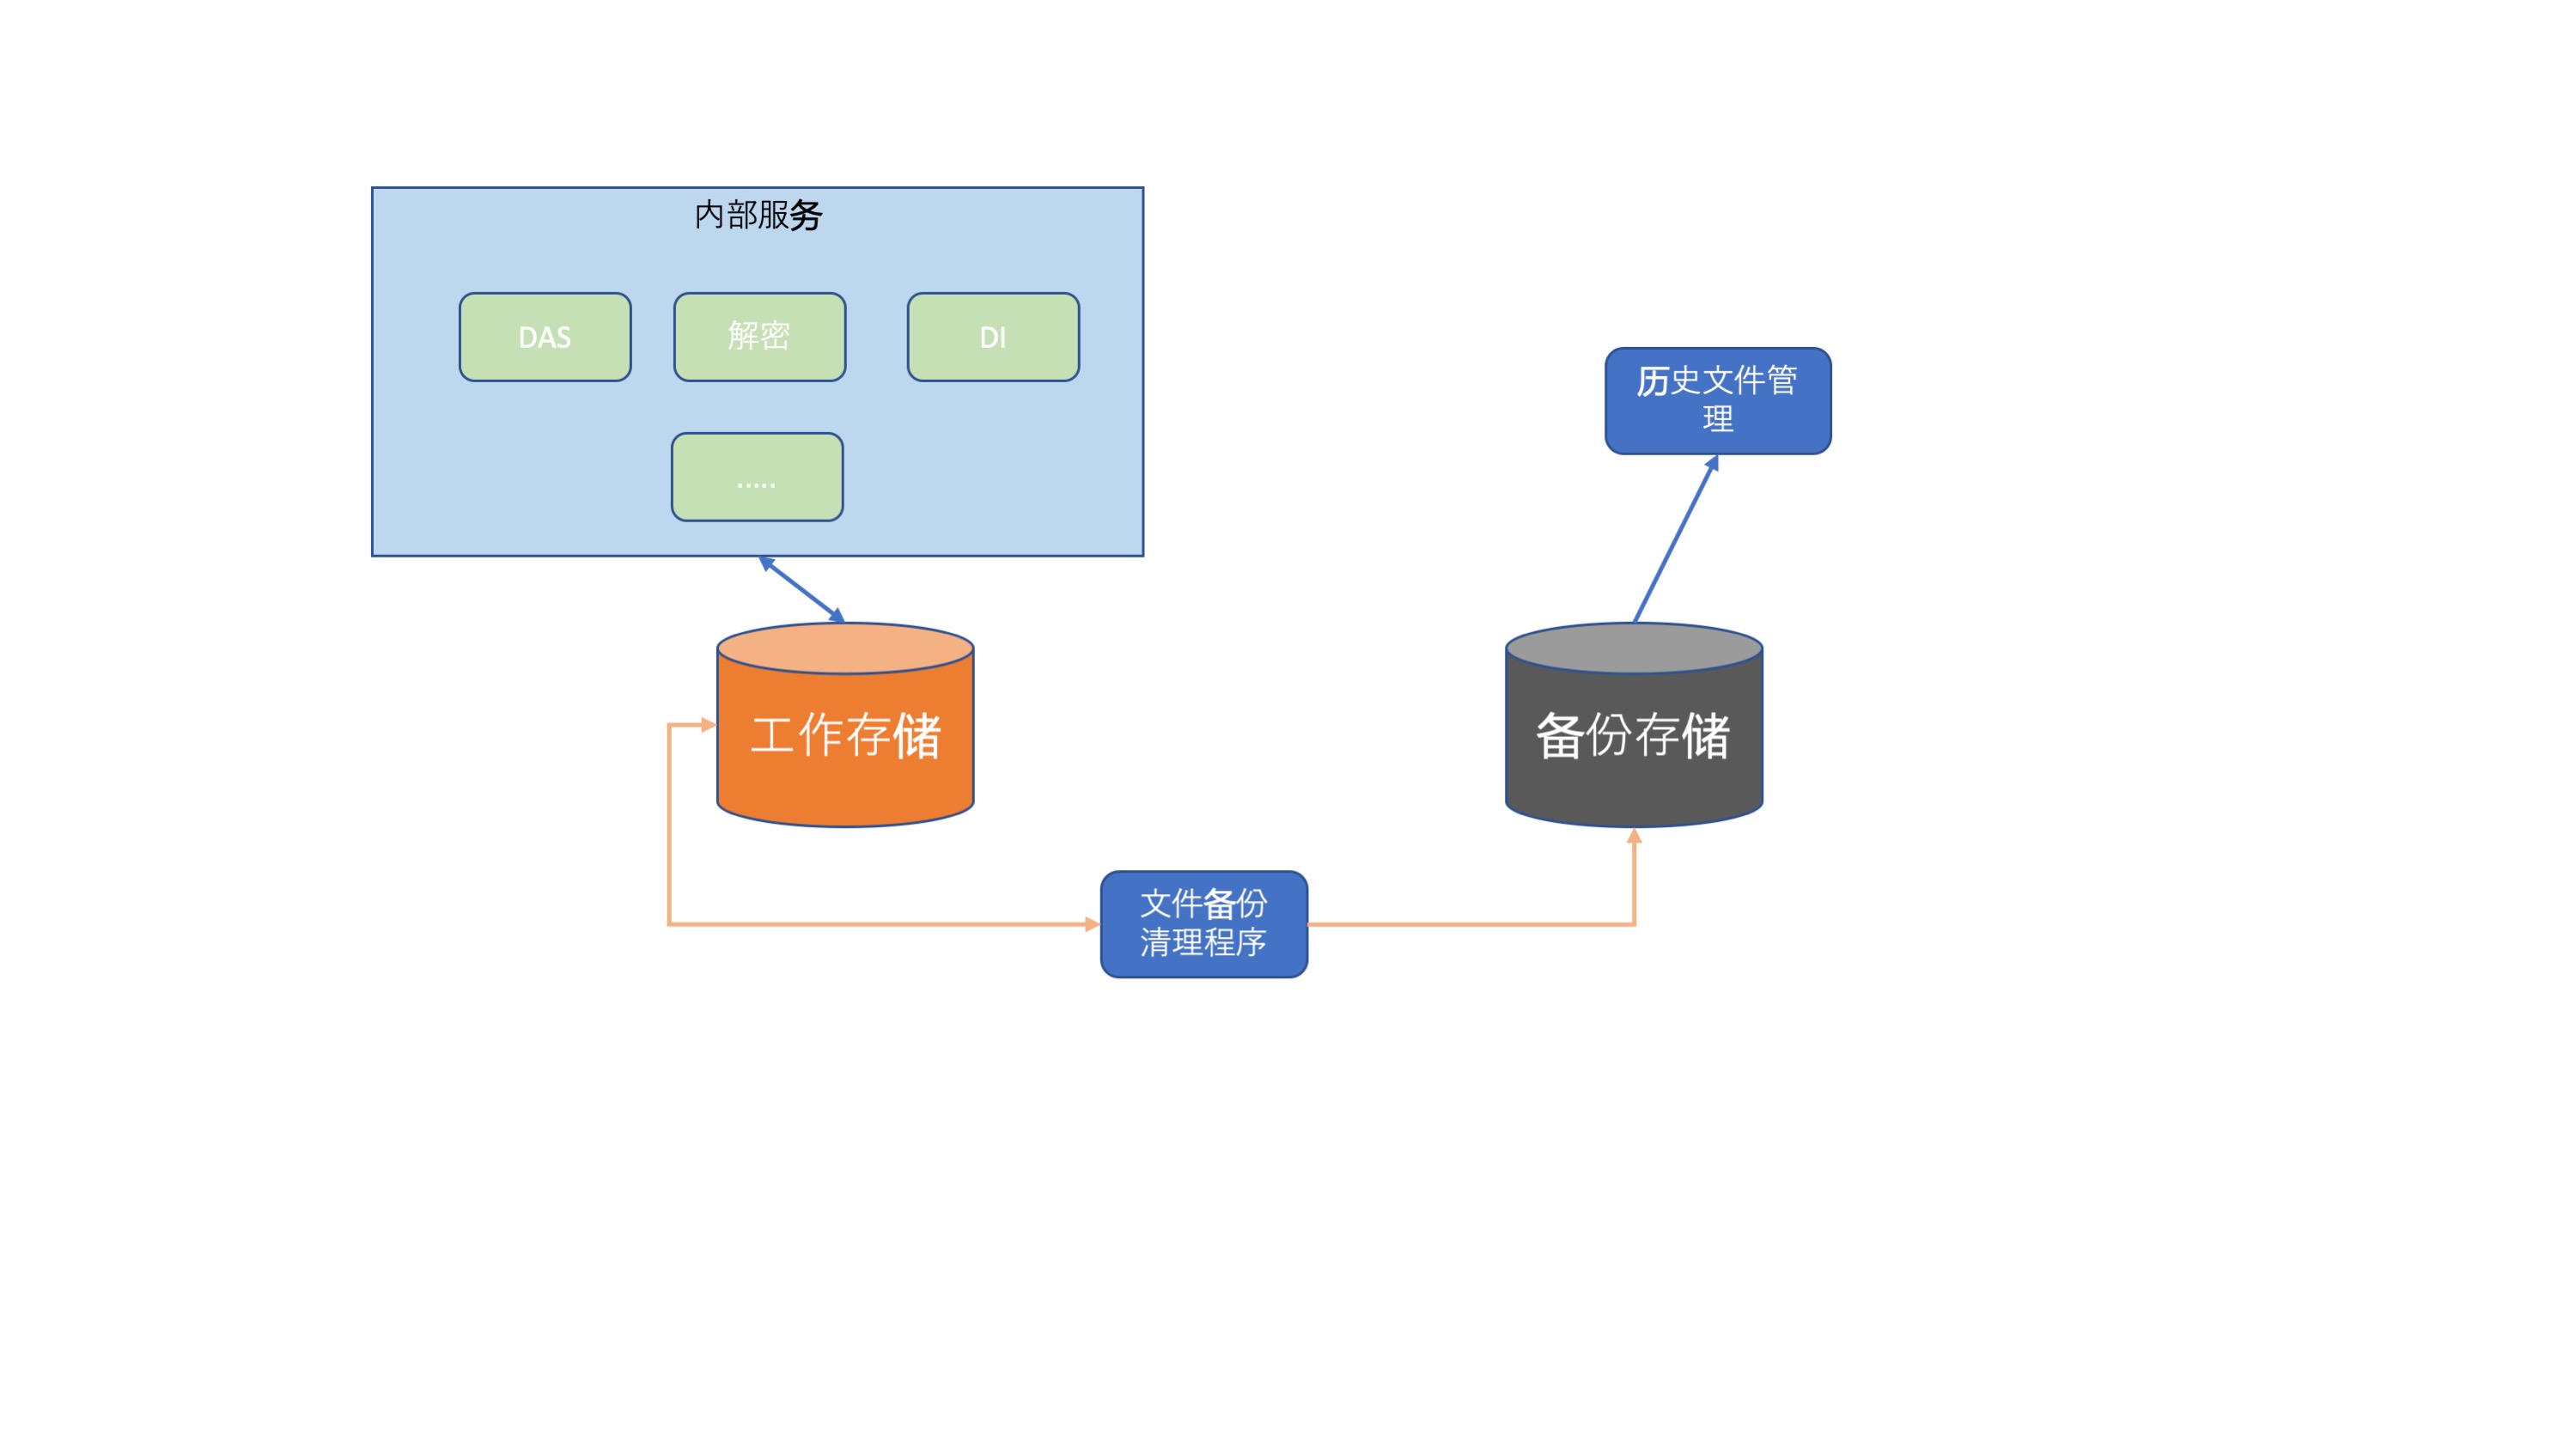 内部服务
DAS
解密
DI
.....
历史文件管
理
工作存储
备份存储
文件备份
清理程序